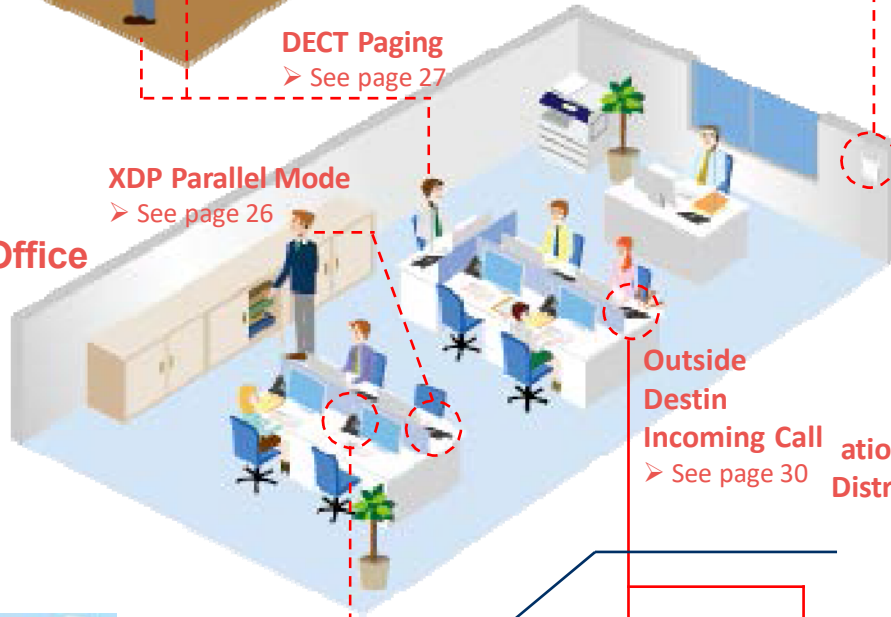 DECT Paging
➢ See page 27
XDP Parallel Mode
➢ See page 26
Office
Outside
Destin
Incoming Call
➢ See page 30
atio
Distr